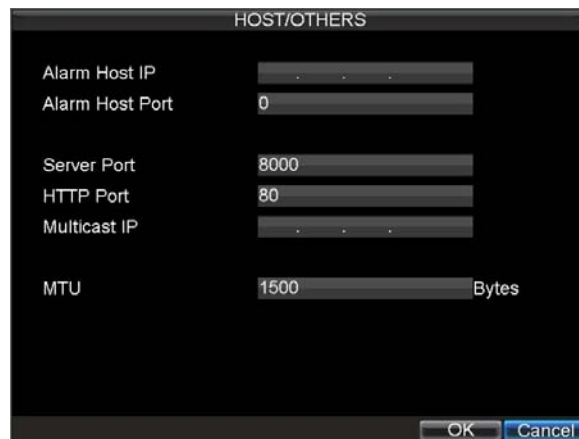 HOST/OTHERS
Alarm Host IP . . .
Alarm Host Port 0
Server Port 8000
HTTP Port 80
Multicast IP . . .
MTU 1500 Bytes
OK Cancel